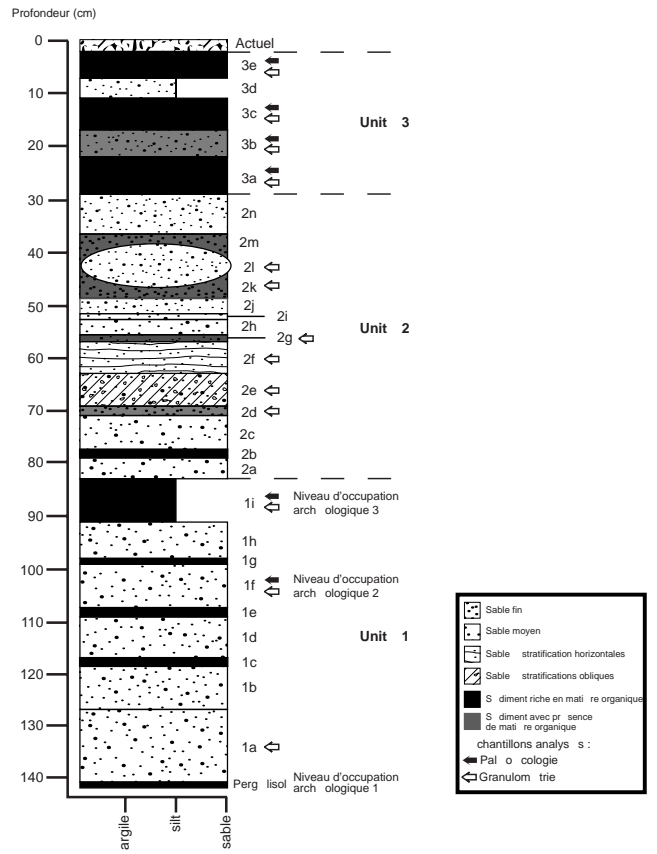 Profondeur (cm)
0
10
20
30
40
50
60
70
80
90
100
110
120
130
140
argile
silt
sable
Actuel
3e
3d
3c
3b
3a
2n
2m
2l
2k
2j
2i
2h
2g
2f
2e
2d
2c
2b
2a
1i
1h
1g
1f
1e
1d
1c
1b
1a
Perg lisol
Unit 3
Unit 2
Unit 1
Niveau d'occupation
arch ologique 3
Niveau d'occupation
arch ologique 2
Niveau d'occupation
arch ologique 1
Sable fin
Sable moyen
Sable stratification horizontales
Sable stratifications obliques
S diment riche en mati re organique
S diment avec pr sence
de mati re organique
chantillons analys s :
Pal o cologie
Granulom trie